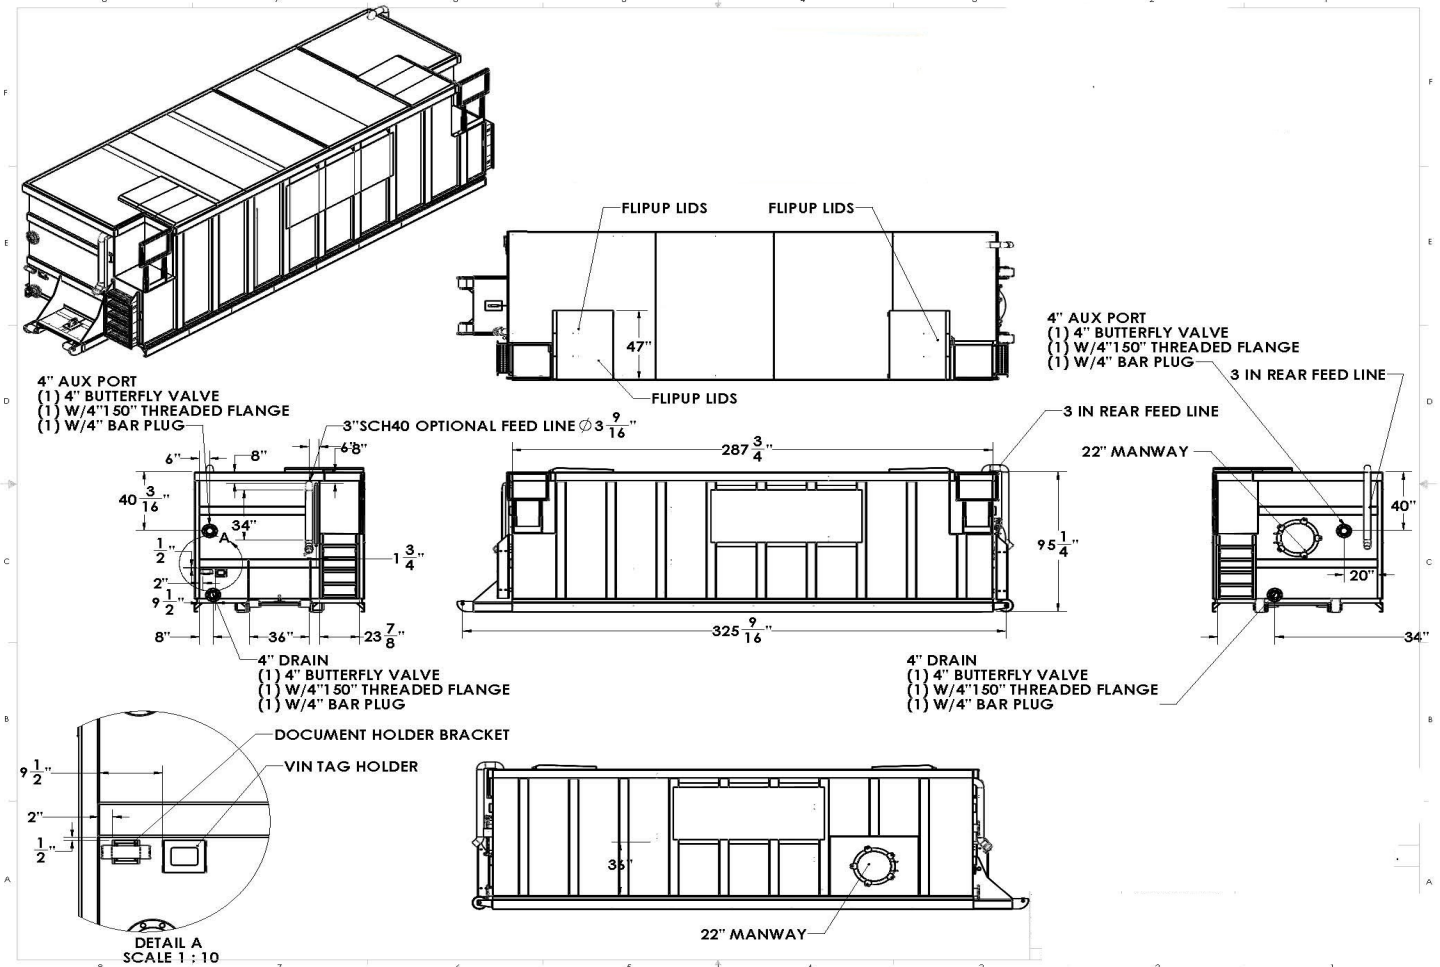 FLIPUP LIDS
FLIPUP LIDS
47"
FLIPUP LIDS
4" AUX PORT
(1) 4" BUTTERFLY VALVE
(1) W/4"150" THREADED FLANGE
(1) W/4" BAR PLUG
3"SCH40 OPTIONAL FEED LINE ∅3 9/16"
6"
8"
6"
8"
40 3/16"
34"
A
1/2"
1 3/4"
2"
9 1/2"
8"
36"
23 7/8"
4" DRAIN
(1) 4" BUTTERFLY VALVE
(1) W/4"150" THREADED FLANGE
(1) W/4" BAR PLUG
287 3/4"
3 IN REAR FEED LINE
95 1/4"
325 9/16"
4" AUX PORT
(1) 4" BUTTERFLY VALVE
(1) W/4"150" THREADED FLANGE
(1) W/4" BAR PLUG
3 IN REAR FEED LINE
22" MANWAY
40"
20"
34"
4" DRAIN
(1) 4" BUTTERFLY VALVE
(1) W/4"150" THREADED FLANGE
(1) W/4" BAR PLUG
DOCUMENT HOLDER BRACKET
VIN TAG HOLDER
9 1/2"
2"
1/2"
DETAIL A
SCALE 1 : 10
36"
22" MANWAY
F
E
D
C
B
A
F
E
D
C
B
A